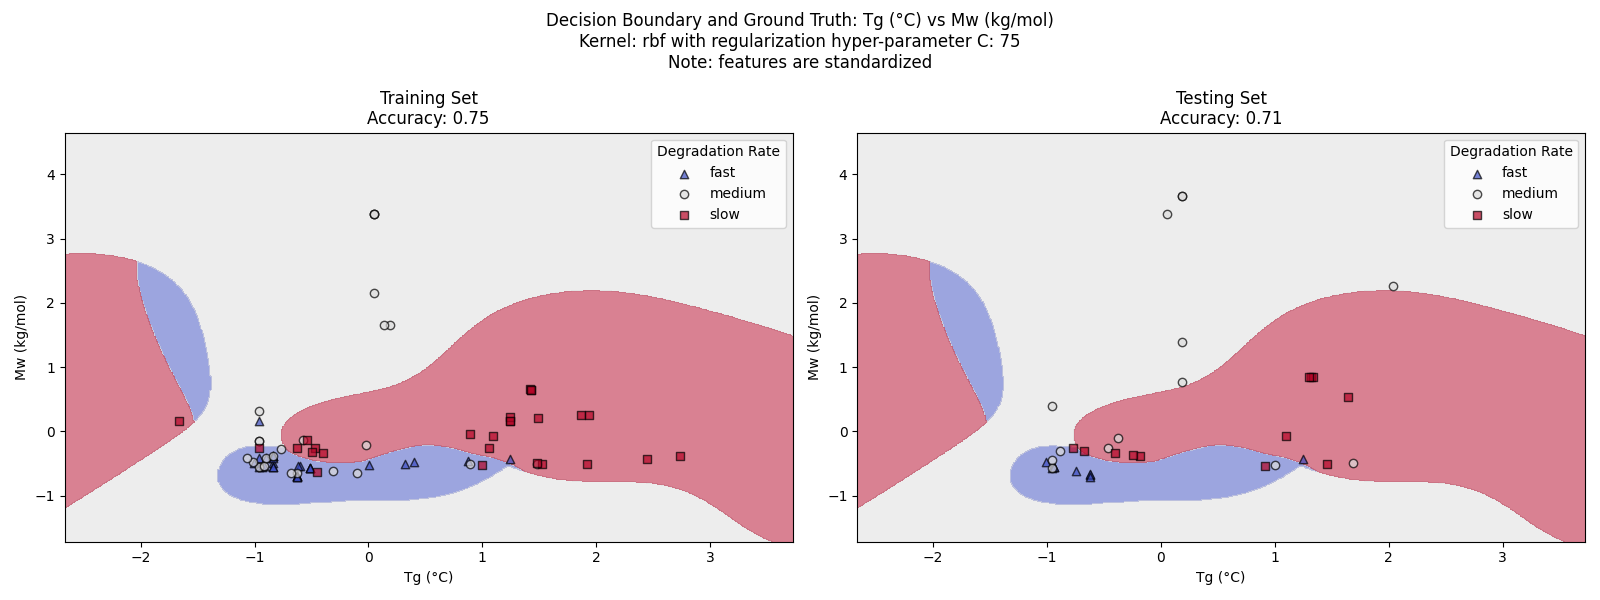 Decision Boundary and Ground Truth: Tg (°C) vs Mw (kg/mol)
Kernel: rbf with regularization hyper-parameter C: 75
Note: features are standardized
Training Set
Accuracy: 0.75
Degradation Rate
fast
medium
slow
4
3
2
1
0
−1
Mw (kg/mol)
−2
−1
0
1
2
3
Tg (°C)
Testing Set
Accuracy: 0.71
Degradation Rate
fast
medium
slow
4
3
2
1
0
−1
Mw (kg/mol)
−2
−1
0
1
2
3
Tg (°C)